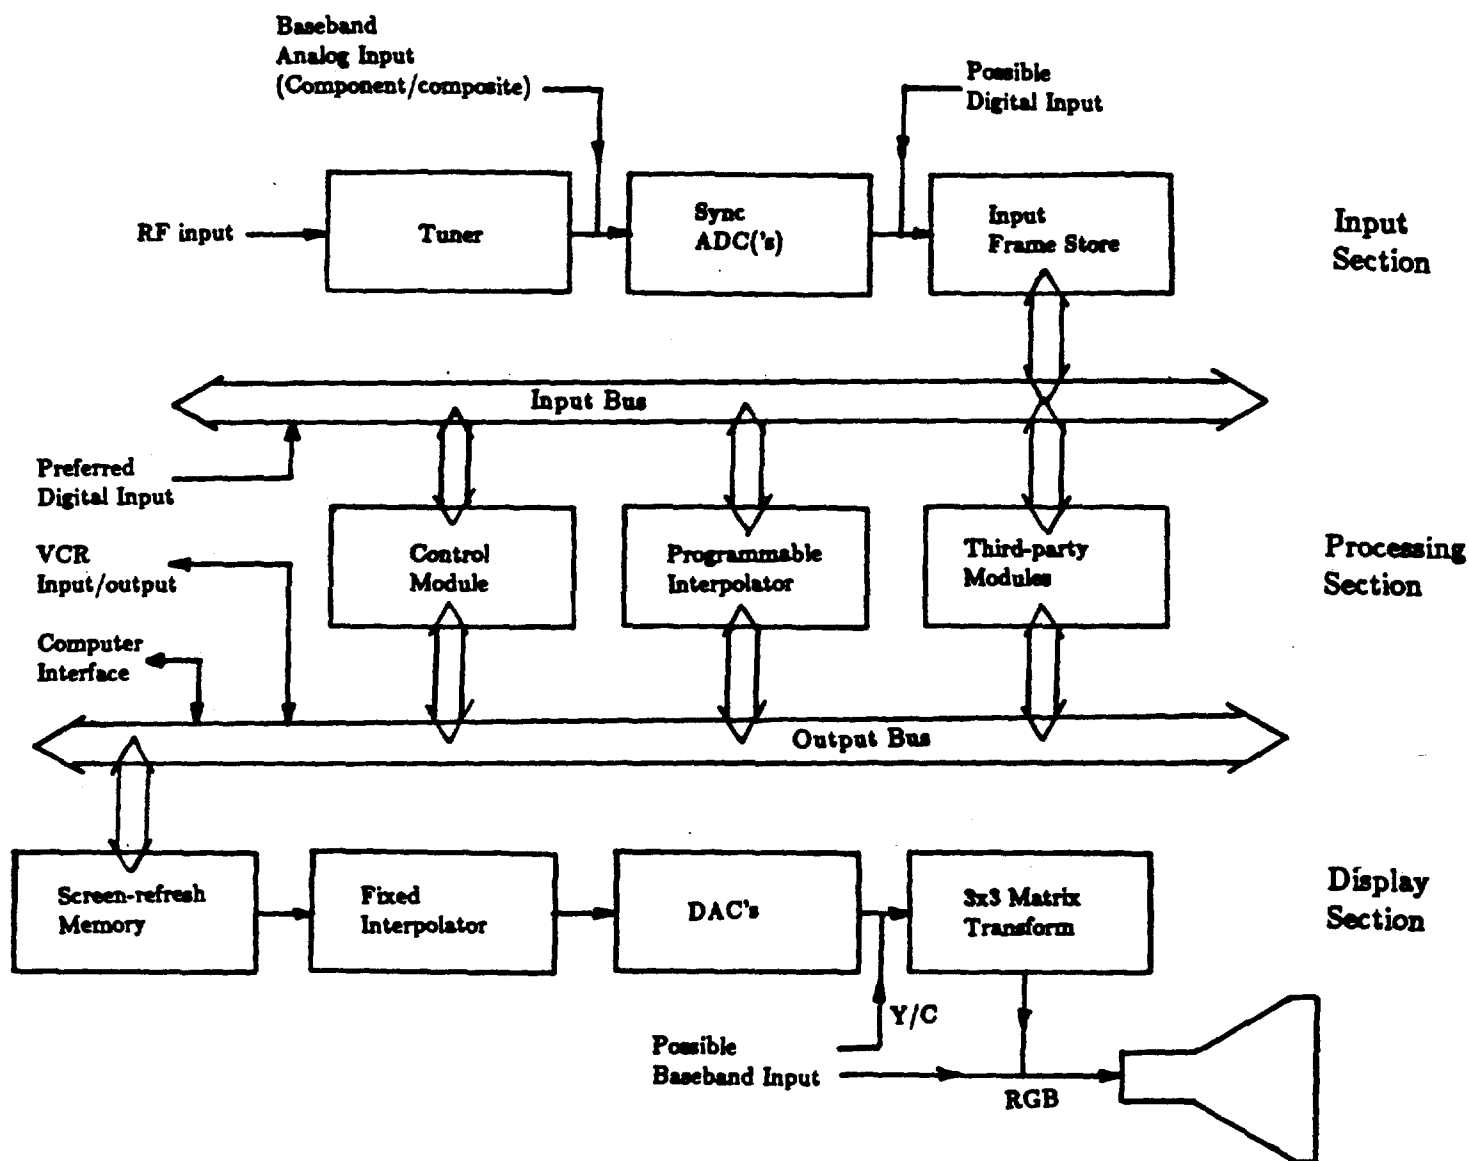 Baseband
Analog Input
(Component/composite)
Possible
Digital Input
RF input
Tuner
Sync
ADC('s)
Input
Frame Store
Input
Section
Input Bus
Preferred
Digital Input
VCR
Input/output
Computer
Interface
Control
Module
Programmable
Interpolator
Third-party
Modules
Processing
Section
Output Bus
Screen-refresh
Memory
Fixed
Interpolator
DAC's
3x3 Matrix
Transform
Display
Section
Y/C
Possible
Baseband Input
RGB